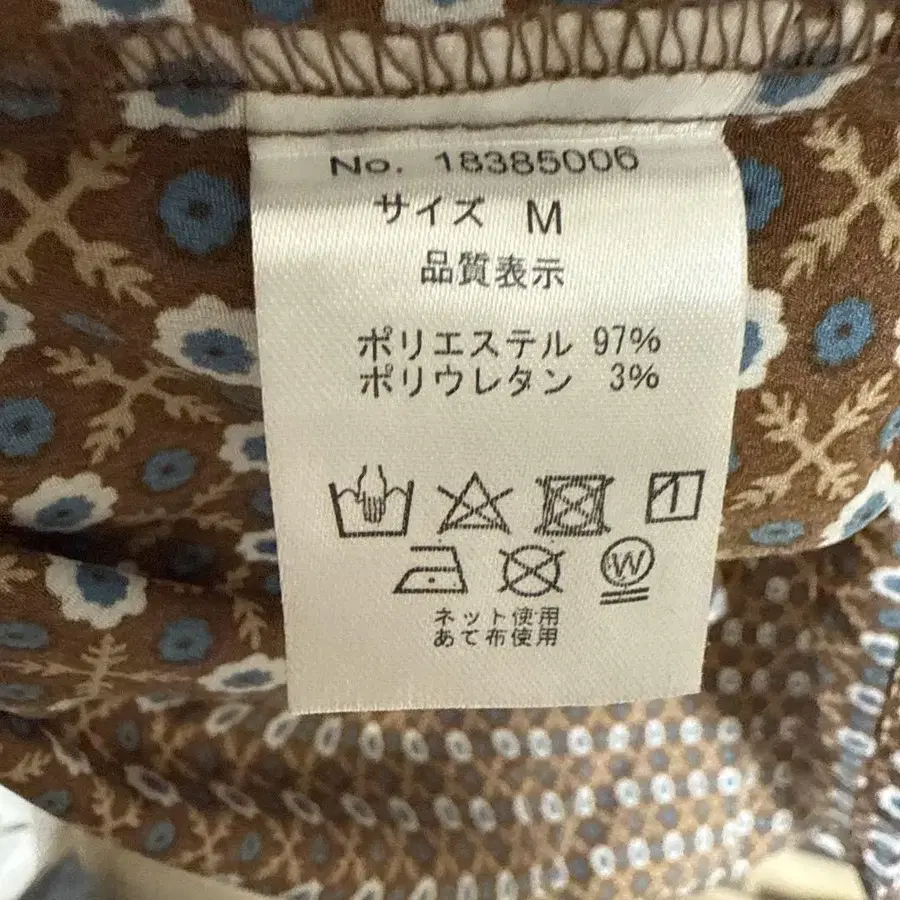 No. 18385006
サイズ M
品質表示
ポリエステル 97%
ポリウレタン 3%
W
ネット使用
あて布使用